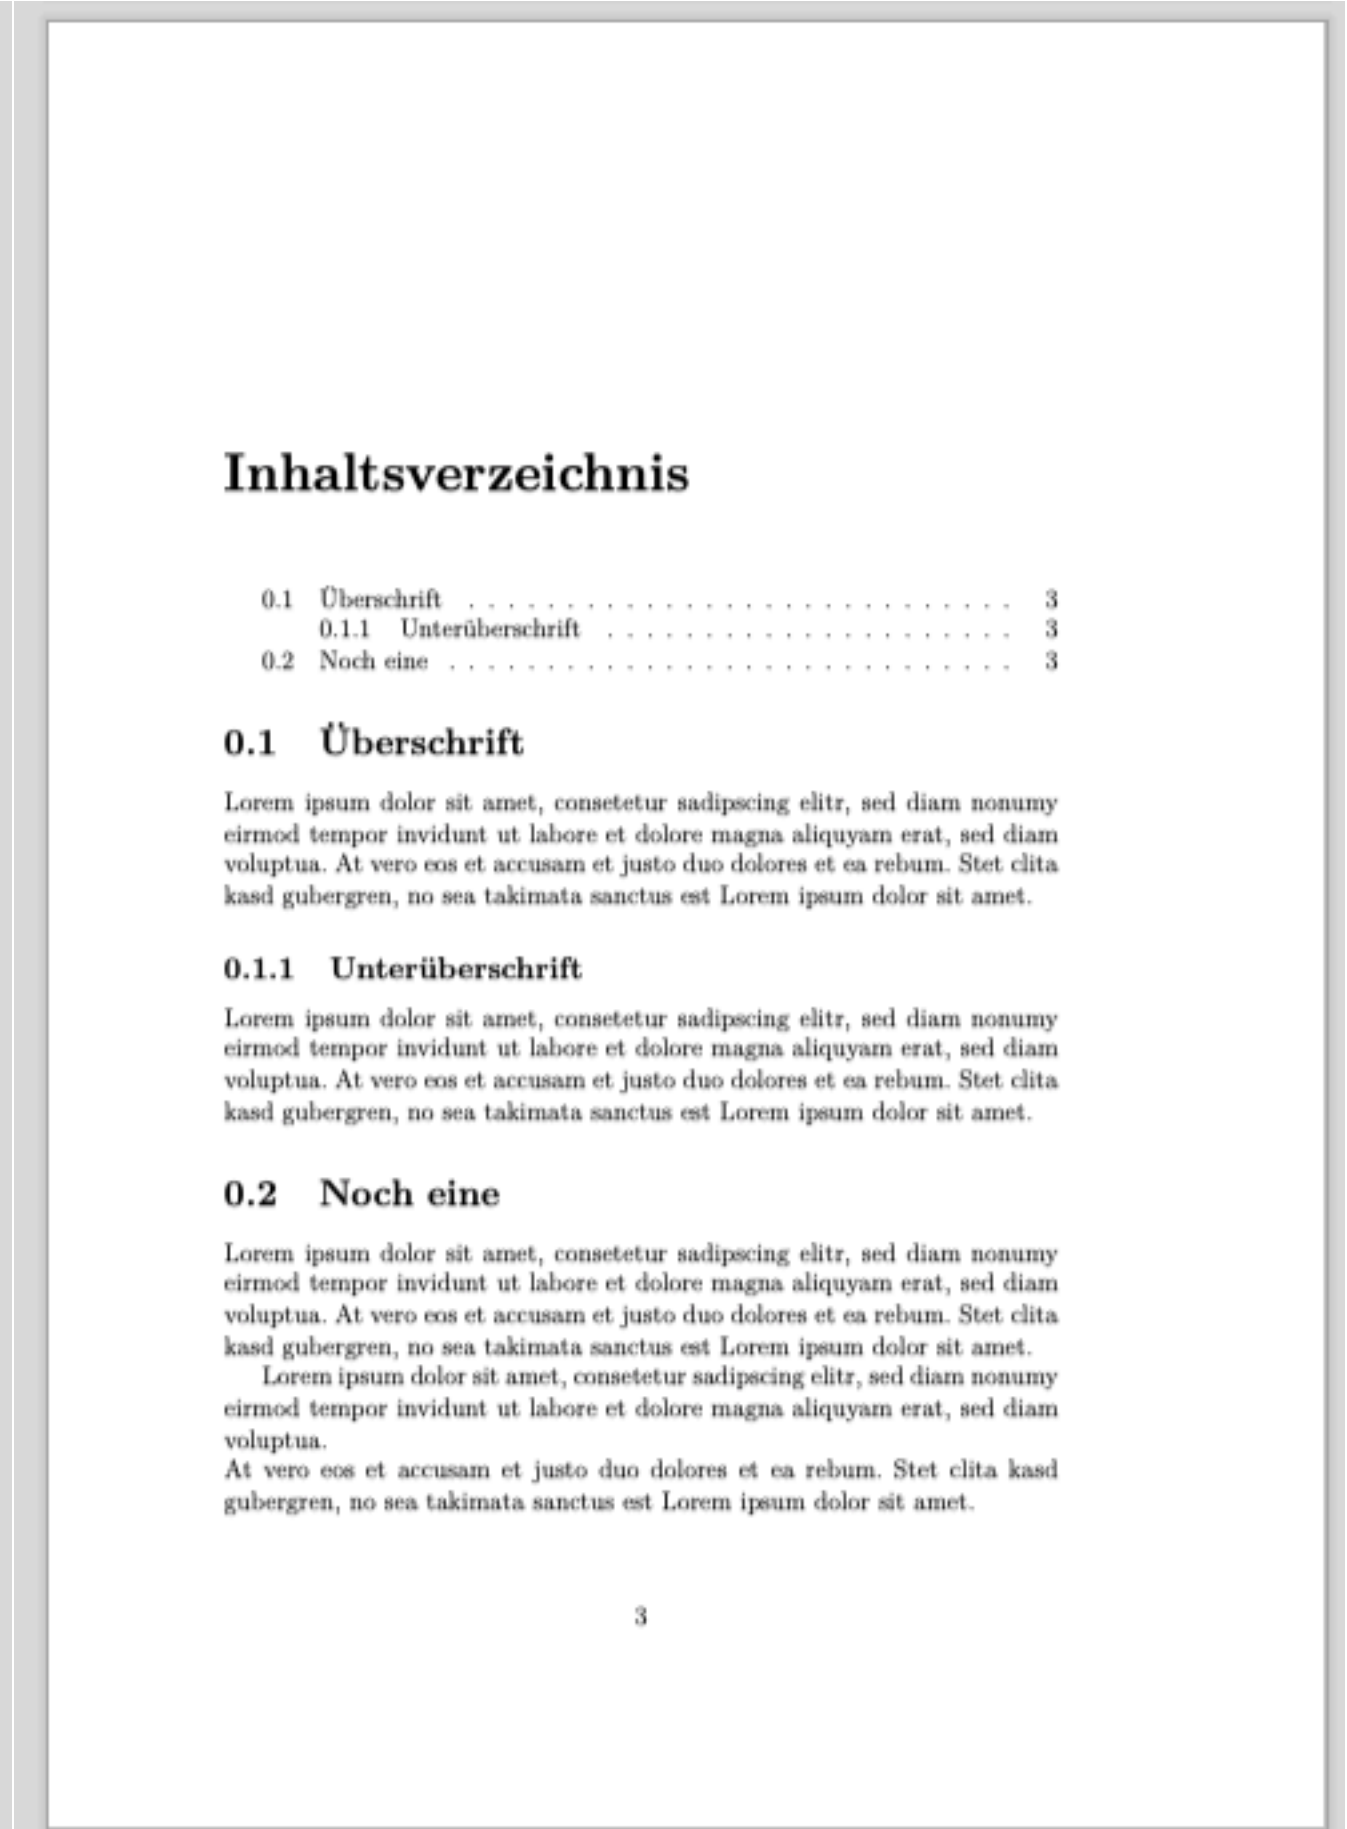 Inhaltsverzeichnis
0.1 Überschrift . . . . . . . . . . . . . . . . . . . . . . . . . . . . 3
0.1.1 Unterüberschrift . . . . . . . . . . . . . . . . . . . . . 3
0.2 Noch eine . . . . . . . . . . . . . . . . . . . . . . . . . . . . . 3
0.1 Überschrift
Lorem ipsum dolor sit amet, consetetur sadipscing elitr, sed diam nonumy
eirmod tempor invidunt ut labore et dolore magna aliquyam erat, sed diam
voluptua. At vero eos et accusam et justo duo dolores et ea rebum. Stet clita
kasd gubergren, no sea takimata sanctus est Lorem ipsum dolor sit amet.
0.1.1 Unterüberschrift
Lorem ipsum dolor sit amet, consetetur sadipscing elitr, sed diam nonumy
eirmod tempor invidunt ut labore et dolore magna aliquyam erat, sed diam
voluptua. At vero eos et accusam et justo duo dolores et ea rebum. Stet clita
kasd gubergren, no sea takimata sanctus est Lorem ipsum dolor sit amet.
0.2 Noch eine
Lorem ipsum dolor sit amet, consetetur sadipscing elitr, sed diam nonumy
eirmod tempor invidunt ut labore et dolore magna aliquyam erat, sed diam
voluptua. At vero eos et accusam et justo duo dolores et ea rebum. Stet clita
kasd gubergren, no sea takimata sanctus est Lorem ipsum dolor sit amet.
Lorem ipsum dolor sit amet, consetetur sadipscing elitr, sed diam nonumy
eirmod tempor invidunt ut labore et dolore magna aliquyam erat, sed diam
voluptua.
At vero eos et accusam et justo duo dolores et ea rebum. Stet clita kasd
gubergren, no sea takimata sanctus est Lorem ipsum dolor sit amet.
3